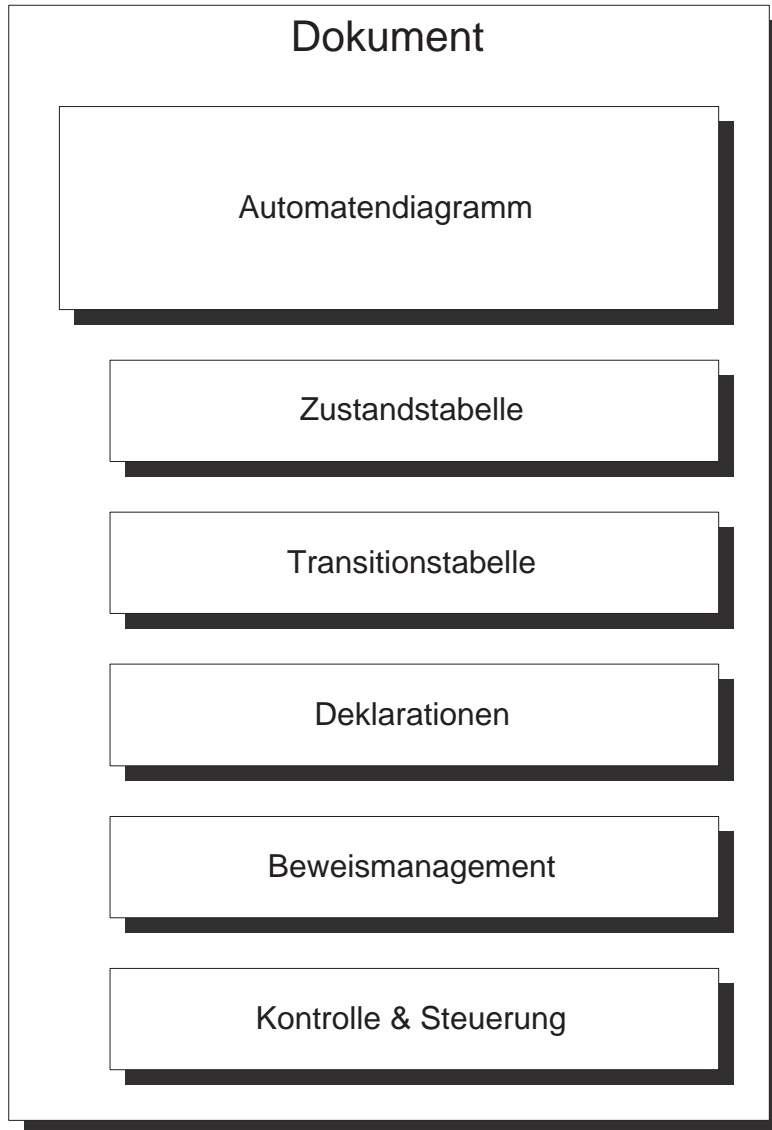 Dokument
Automatendiagramm
Zustandstabelle
Transitionstabelle
Deklarationen
Beweismanagement
Kontrolle & Steuerung